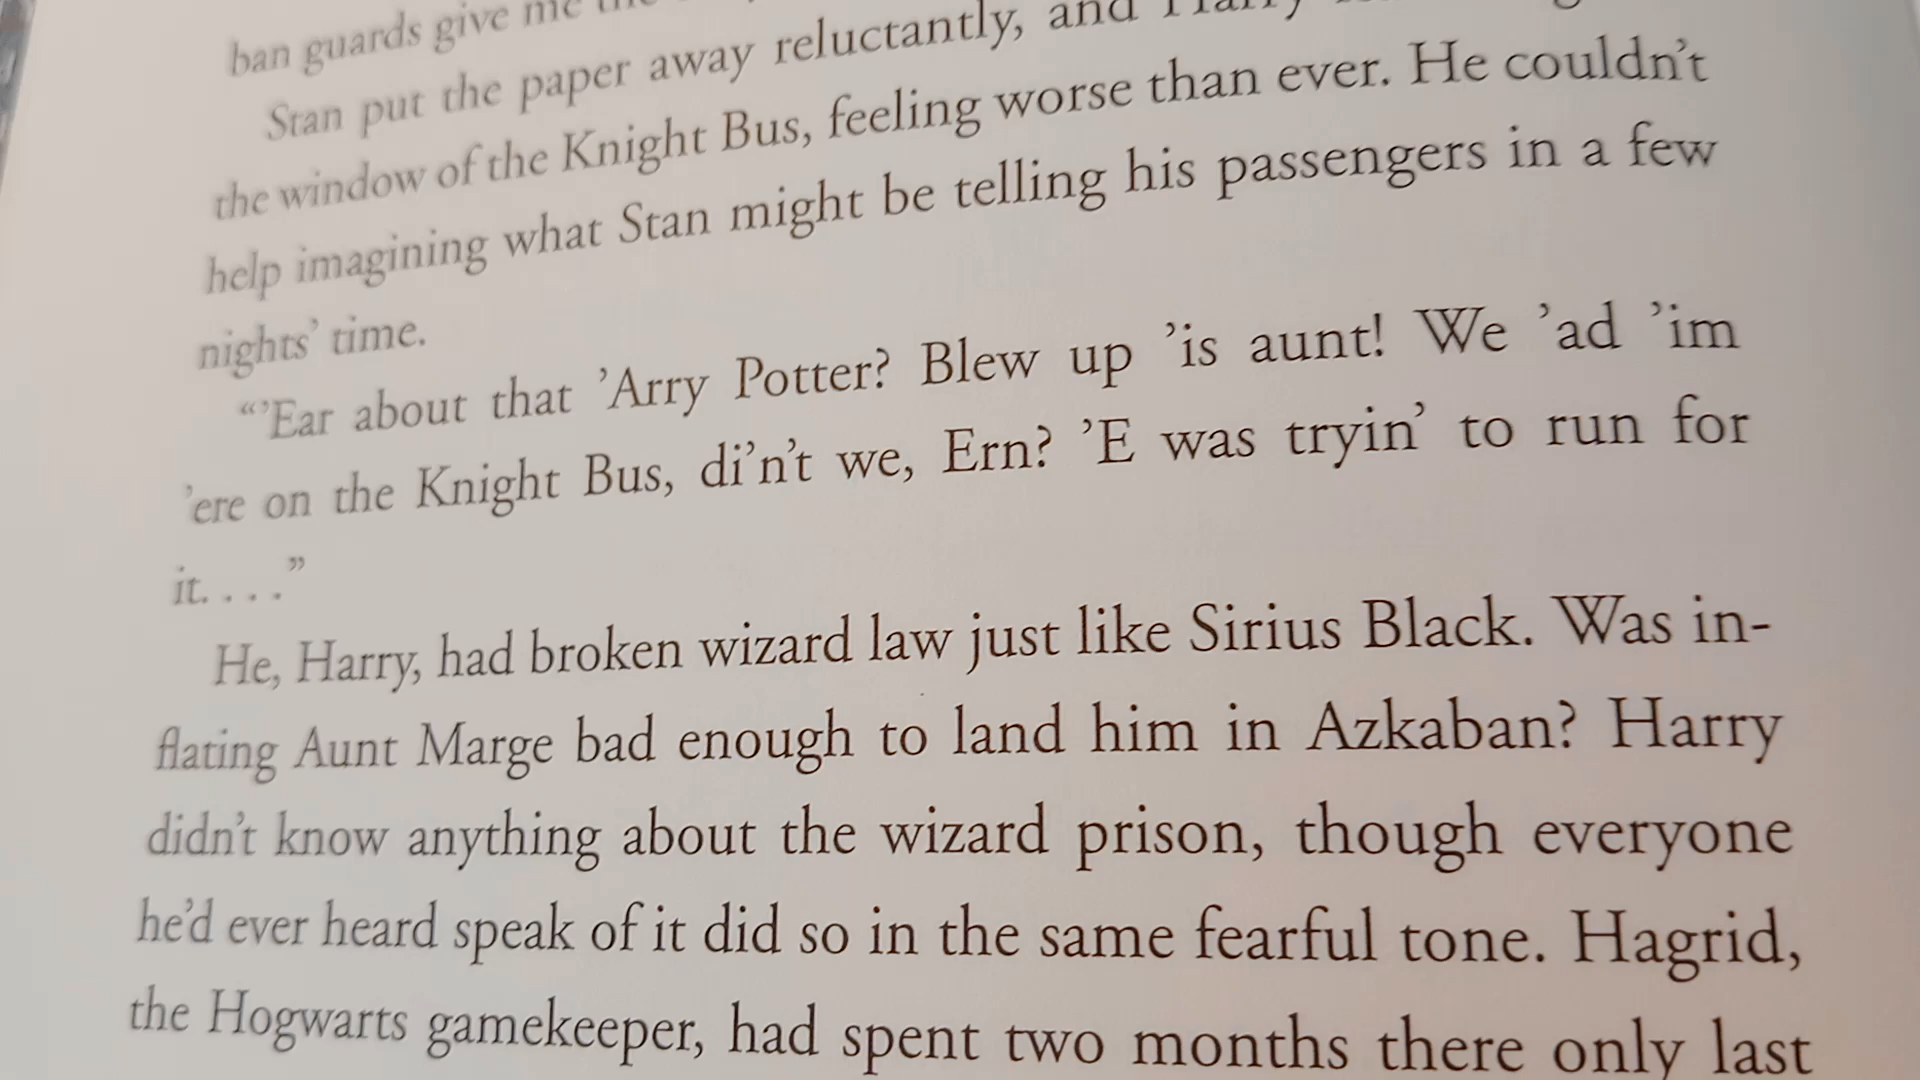 ban guards give me
Stan put the paper away reluctantly, and Harry
the window of the Knight Bus, feeling worse than ever. He couldn't
help imagining what Stan might be telling his passengers in a few
nights' time.
“’Ear about that ’Arry Potter? Blew up ’is aunt! We ’ad ’im
’ere on the Knight Bus, di’n’t we, Ern? ’E was tryin’ to run for
it. . . .”
He, Harry, had broken wizard law just like Sirius Black. Was in-
flating Aunt Marge bad enough to land him in Azkaban? Harry
didn’t know anything about the wizard prison, though everyone
he’d ever heard speak of it did so in the same fearful tone. Hagrid,
the Hogwarts gamekeeper, had spent two months there only last